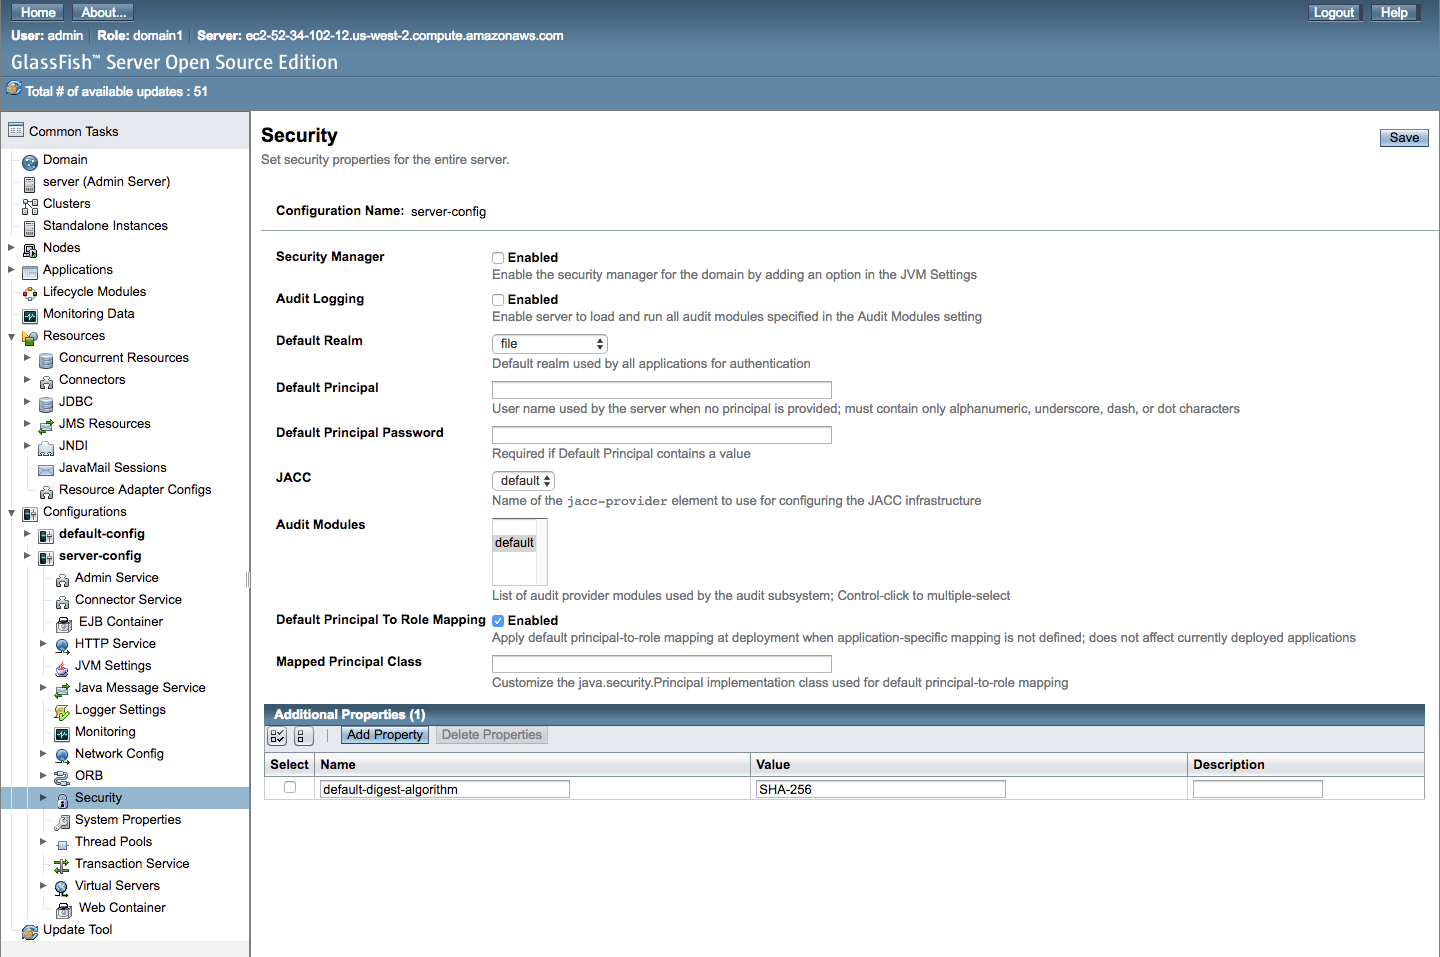 Home About... Logout Help
User: admin Role: domain1 Server: ec2-52-34-102-12.us-west-2.compute.amazonaws.com
GlassFish™ Server Open Source Edition
Total # of available updates : 51
Common Tasks
Domain
server (Admin Server)
Clusters
Standalone Instances
Nodes
Applications
Lifecycle Modules
Monitoring Data
Resources
Concurrent Resources
Connectors
JDBC
JMS Resources
JNDI
JavaMail Sessions
Resource Adapter Configs
Configurations
default-config
server-config
Admin Service
Connector Service
EJB Container
HTTP Service
JVM Settings
Java Message Service
Logger Settings
Monitoring
Network Config
ORB
Security
System Properties
Thread Pools
Transaction Service
Virtual Servers
Web Container
Update Tool
Security
Save
Set security properties for the entire server.
Configuration Name: server-config
Security Manager Enabled
Enable the security manager for the domain by adding an option in the JVM Settings
Audit Logging Enabled
Enable server to load and run all audit modules specified in the Audit Modules setting
Default Realm file
Default realm used by all applications for authentication
Default Principal
User name used by the server when no principal is provided; must contain only alphanumeric, underscore, dash, or dot characters
Default Principal Password
Required if Default Principal contains a value
JACC default
Name of the jacc-provider element to use for configuring the JACC infrastructure
Audit Modules
default
List of audit provider modules used by the audit subsystem; Control-click to multiple-select
Default Principal To Role Mapping Enabled
Apply default principal-to-role mapping at deployment when application-specific mapping is not defined; does not affect currently deployed applications
Mapped Principal Class
Customize the java.security.Principal implementation class used for default principal-to-role mapping
Additional Properties (1)
Add Property Delete Properties
Select Name Value Description
default-digest-algorithm SHA-256